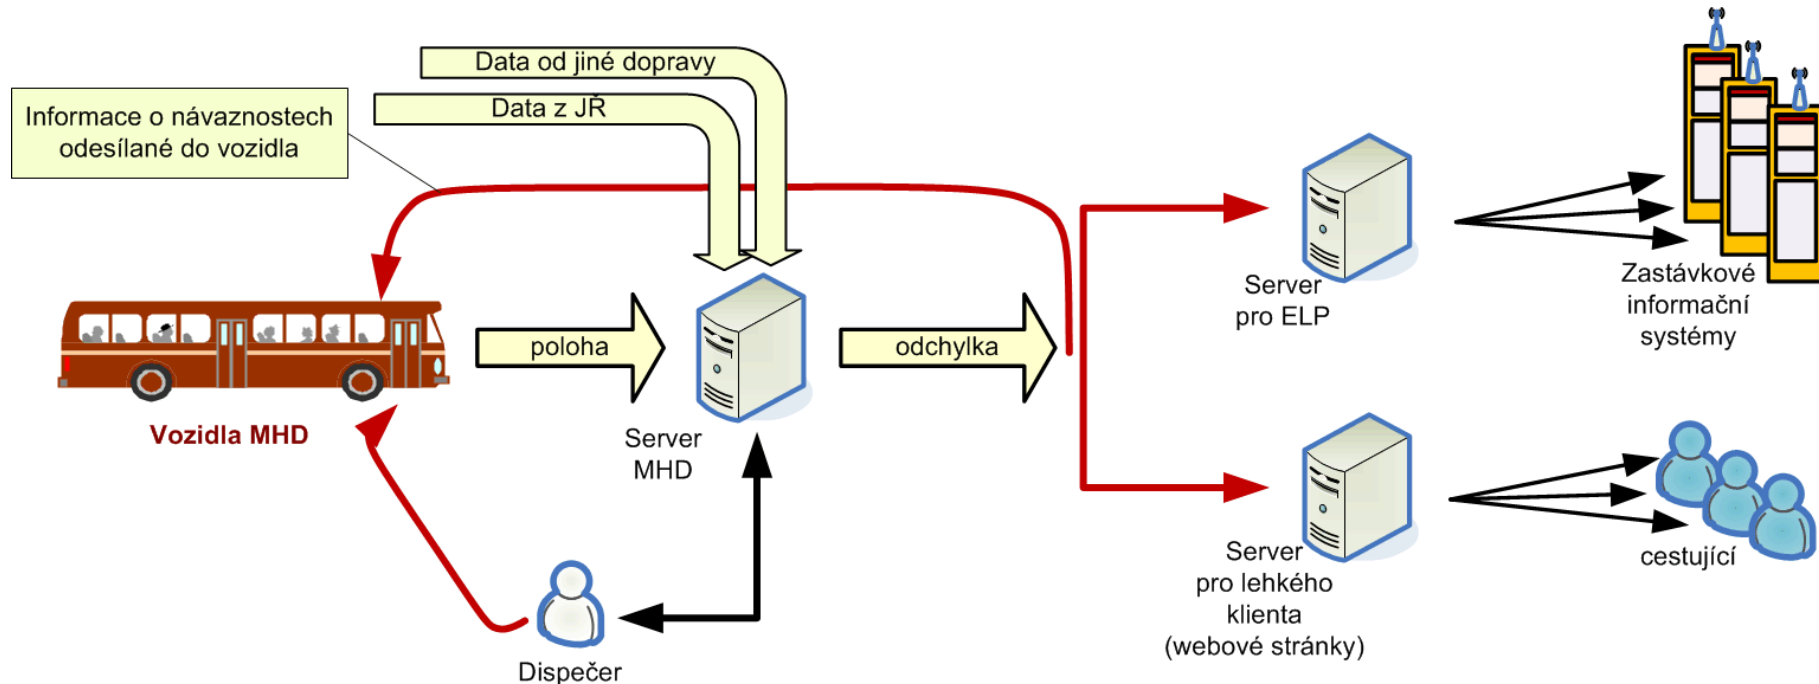 Data od jiné dopravy
Data z JŘ
Informace o návaznostech
odesílané do vozidla
Vozidla MHD
poloha
Server
MHD
odchylka
Dispečer
Server
pro ELP
Zastávkové
informační
systémy
Server
pro lehkého
klienta
(webové stránky)
cestující